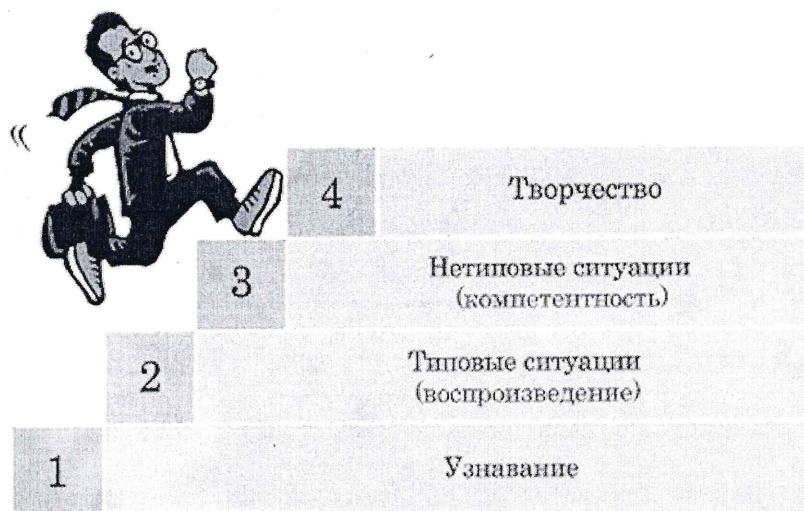 4 Творчество
3 Нетиповые ситуации
(компетентность)
2 Типовые ситуации
(воспроизведение)
1 Узнавание